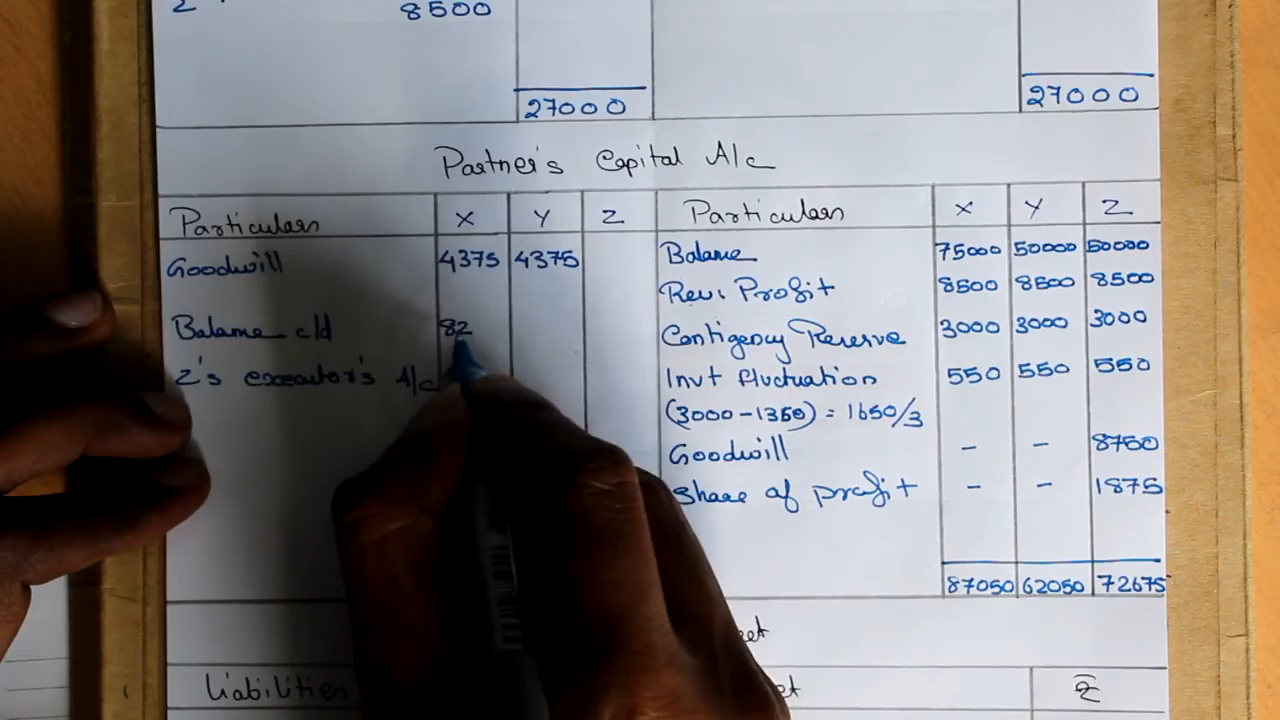 8500
27000 27000
Partner's Capital A/c
Particulars X Y Z Particulars X Y Z
Goodwill 4375 4375 Balance 75000 50000 50000
Rev. Profit 8500 8500 8500
Balance c/d 82 Contigency Reserve 3000 3000 3000
Z's executor's A/c Invt fluctuation 550 550 550
(3000-1350) = 1650/3
Goodwill - - 8750
Share of profit - - 1875
87050 62050 72675
Liabilities